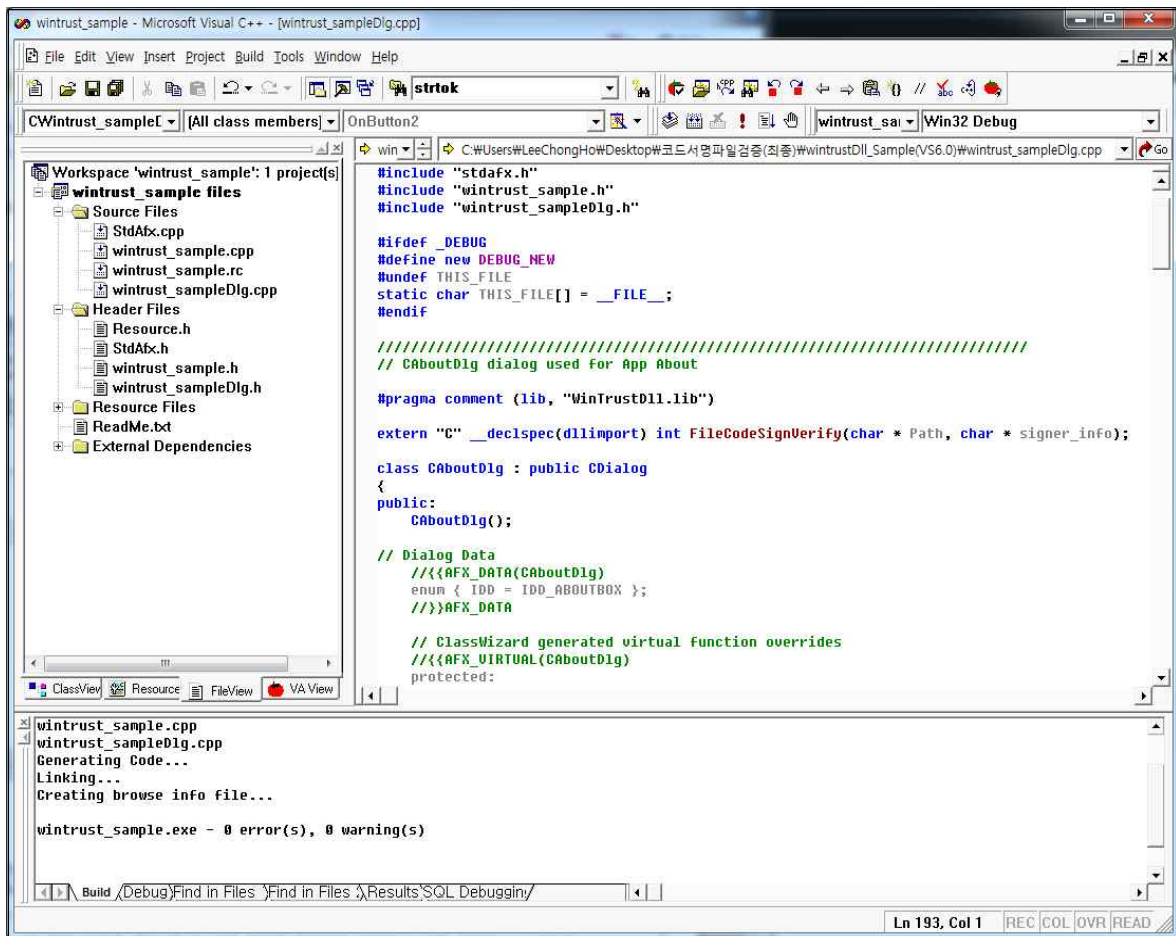 wintrust_sample - Microsoft Visual C++ - [wintrust_sampleDlg.cpp]
File Edit View Insert Project Build Tools Window Help
strtok
CWintrust_sampleD [All class members] OnButton2 wintrust_sai Win32 Debug
win C:₩Users₩LeeChongHo₩Desktop₩코드서명파일검증(최종)₩wintrustDll_Sample(VS6.0)₩wintrust_sampleDlg.cpp Go
Workspace 'wintrust_sample': 1 project[s]
wintrust_sample files
Source Files
StdAfx.cpp
wintrust_sample.cpp
wintrust_sample.rc
wintrust_sampleDlg.cpp
Header Files
Resource.h
StdAfx.h
wintrust_sample.h
wintrust_sampleDlg.h
Resource Files
ReadMe.txt
External Dependencies
ClassView Resource FileView VA View
#include "stdafx.h"
#include "wintrust_sample.h"
#include "wintrust_sampleDlg.h"
#ifdef _DEBUG
#define new DEBUG_NEW
#undef THIS_FILE
static char THIS_FILE[] = __FILE__;
#endif
/////////////////////////////////////////////////////////////////////////////
// CAboutDlg dialog used for App About
#pragma comment (lib, "WinTrustDll.lib")
extern "C" __declspec(dllimport) int FileCodeSignVerify(char * Path, char * signer_info);
class CAboutDlg : public CDialog
{
public:
CAboutDlg();
// Dialog Data
//{{AFX_DATA(CAboutDlg)
enum { IDD = IDD_ABOUTBOX };
//}}AFX_DATA
// ClassWizard generated virtual function overrides
//{{AFX_VIRTUAL(CAboutDlg)
protected:
wintrust_sample.cpp
wintrust_sampleDlg.cpp
Generating Code...
Linking...
Creating browse info file...
wintrust_sample.exe - 0 error(s), 0 warning(s)
Build Debug Find in Files Find in Files Results SQL Debugging
Ln 193, Col 1 REC COL OVR READ